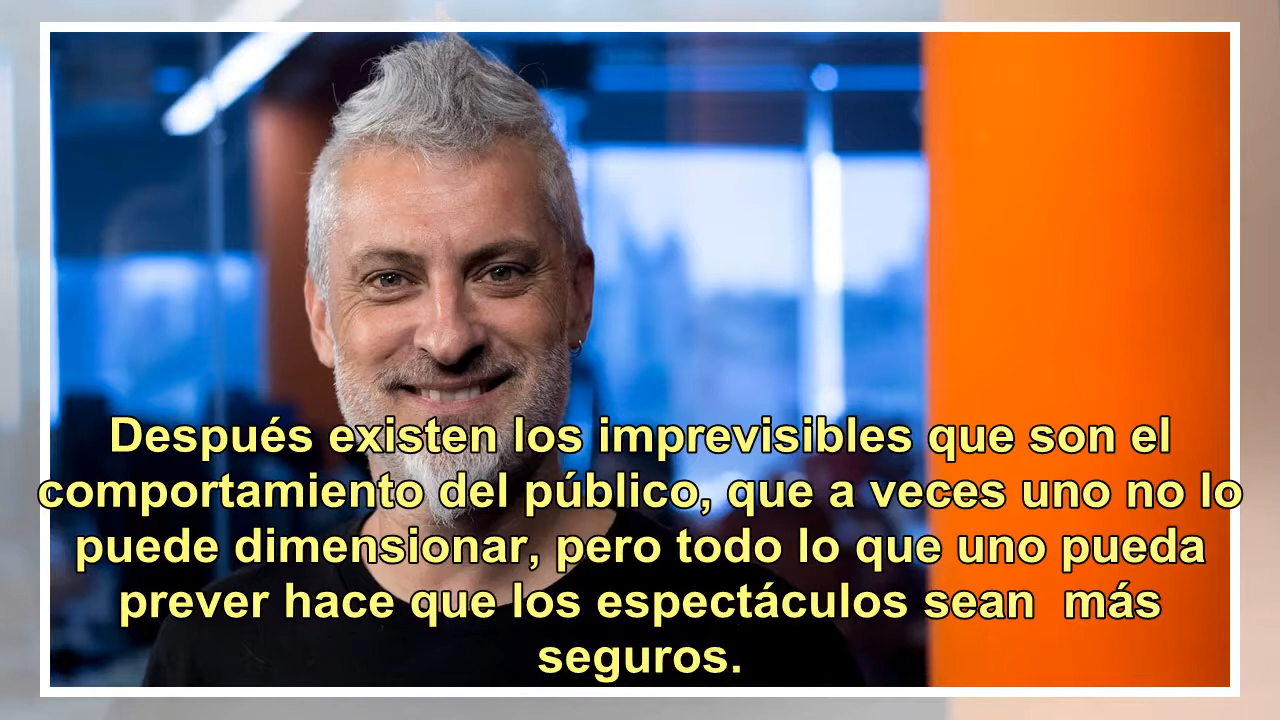 Después existen los imprevisibles que son el
comportamiento del público, que a veces uno no lo
puede dimensionar, pero todo lo que uno pueda
prever hace que los espectáculos sean  más
seguros.